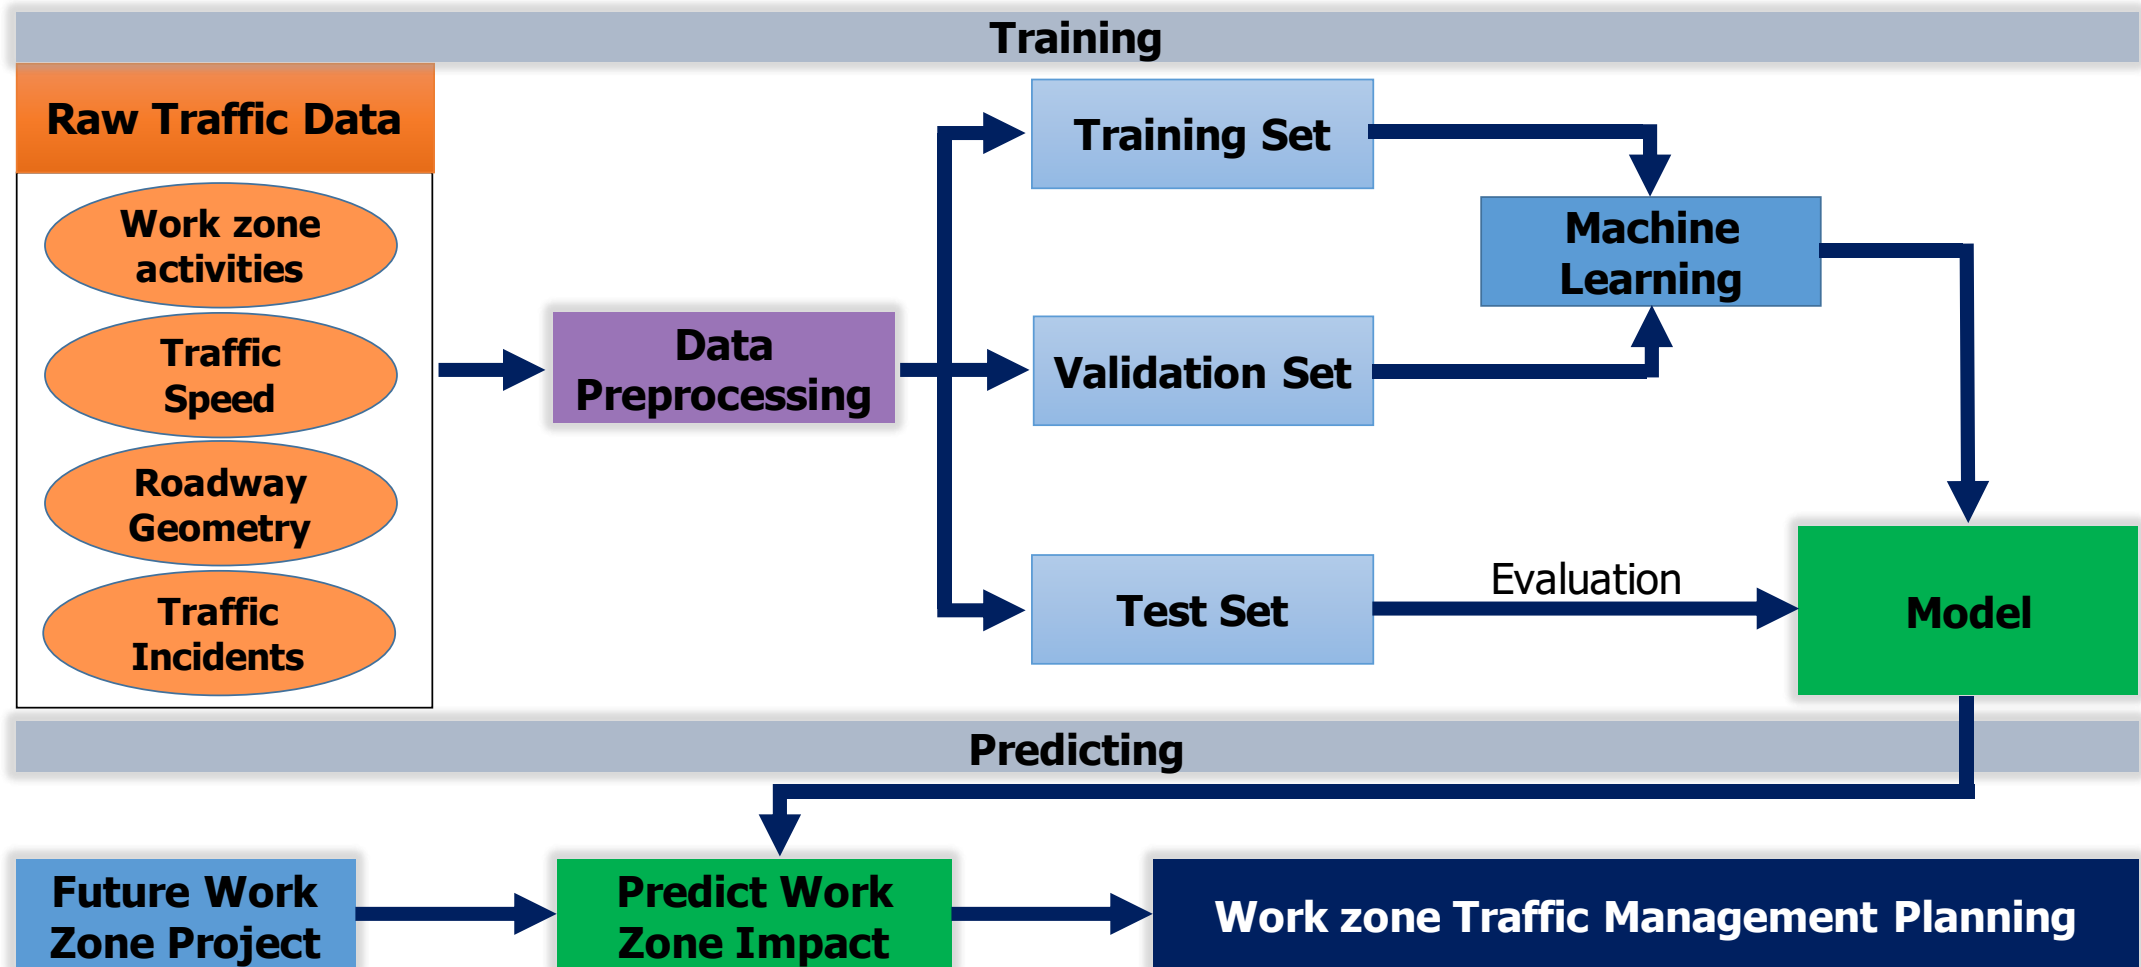 Training
Raw Traffic Data
Work zone
activities
Traffic
Speed
Roadway
Geometry
Traffic
Incidents
Data
Preprocessing
Training Set
Validation Set
Test Set
Machine
Learning
Evaluation
Model
Predicting
Future Work
Zone Project
Predict Work
Zone Impact
Work zone Traffic Management Planning